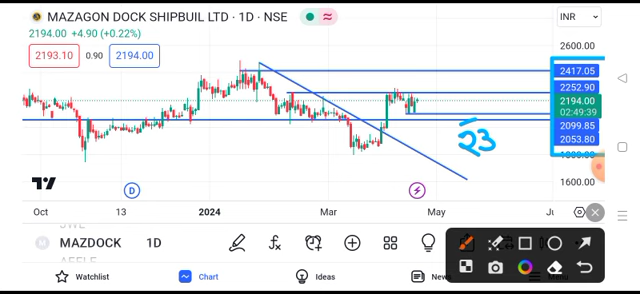 MAZAGON DOCK SHIPBUIL LTD · 1D · NSE
INR
2194.00 +4.90 (+0.22%)
2193.10 0.90 2194.00
2600.00
2417.05
2252.90
2194.00
02:49:39
2099.85
2053.80
1600.00
D
Oct 13 2024 Mar May
MAZDOCK 1D
Watchlist Chart Ideas News